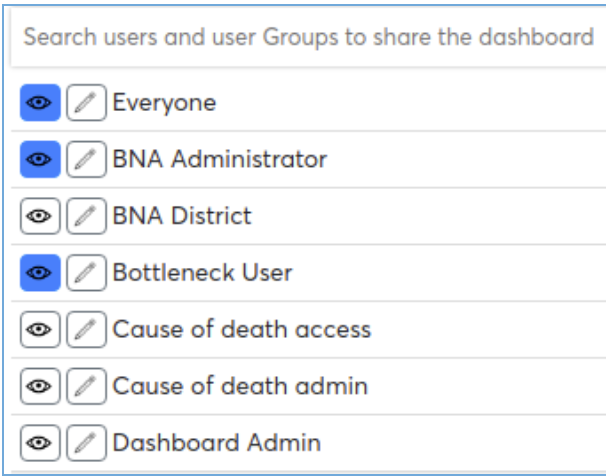 Search users and user Groups to share the dashboard
Everyone
BNA Administrator
BNA District
Bottleneck User
Cause of death access
Cause of death admin
Dashboard Admin